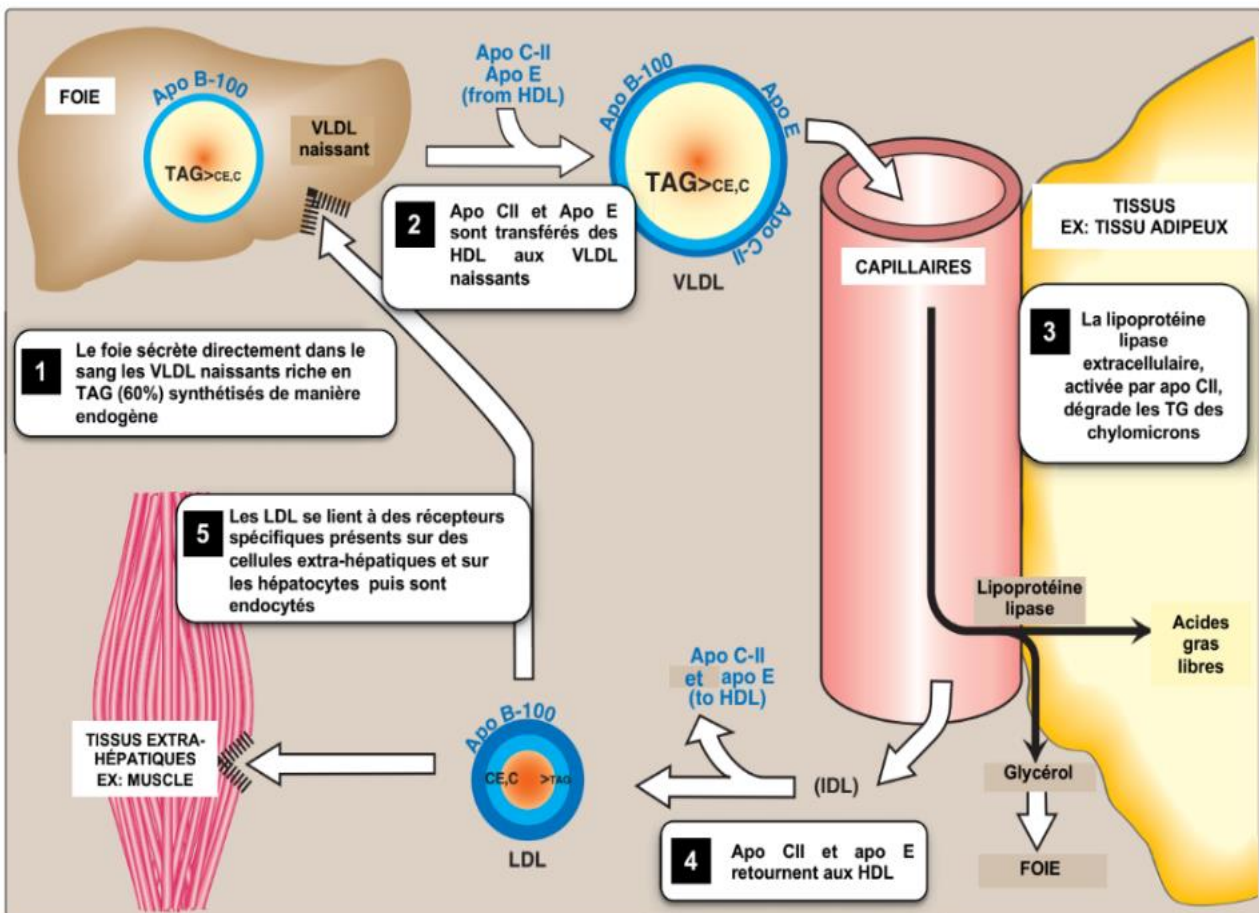 FOIE
Apo B-100
TAG>CE,C
VLDL
naissant
Apo C-II
Apo E
(from HDL)
Apo B-100
Apo E
Apo C-II
TAG>CE,C
VLDL
2
Apo CII et Apo E
sont transférés des
HDL aux VLDL
naissants
CAPILLAIRES
TISSUS
EX: TISSU ADIPEUX
3
La lipoprotéine
lipase
extracellulaire,
activée par apo CII,
dégrade les TG des
chylomicrons
1
Le foie sécrète directement dans le
sang les VLDL naissants riche en
TAG (60%) synthétisés de manière
endogène
5
Les LDL se lient à des récepteurs
spécifiques présents sur des
cellules extra-hépatiques et sur
les hépatocytes puis sont
endocytés
Lipoprotéine
lipase
Acides
gras
libres
Apo C-II
et apo E
(to HDL)
TISSUS EXTRA-
HÉPATIQUES
EX: MUSCLE
Apo B-100
CE,C >TAG
LDL
(IDL)
Glycérol
FOIE
4
Apo CII et apo E
retournent aux HDL